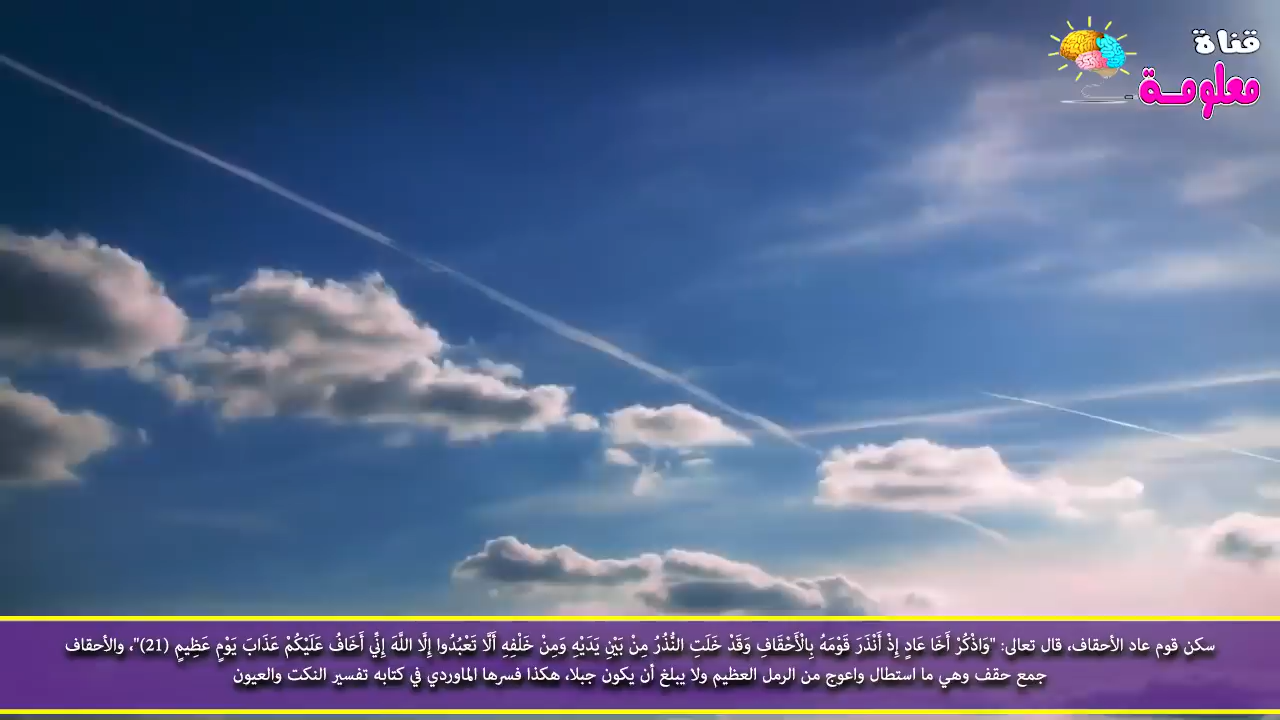 قناة
معلومة
سكن قوم عاد الأحقاف، قال تعالى: "وَاذْكُرْ أَخَا عَادٍ إِذْ أَنْذَرَ قَوْمَهُ بِالْأَحْقَافِ وَقَدْ خَلَتِ النُّذُرُ مِنْ بَيْنِ يَدَيْهِ وَمِنْ خَلْفِهِ أَلَّا تَعْبُدُوا إِلَّا اللَّهَ إِنِّي أَخَافُ عَلَيْكُمْ عَذَابَ يَوْمٍ عَظِيمٍ (21)"، والأحقاف
جمع حقف وهي ما استطال واعوج من الرمل العظيم ولا يبلغ أن يكون جبلا، هكذا فسرها الماوردي في كتابه تفسير النكت والعيون